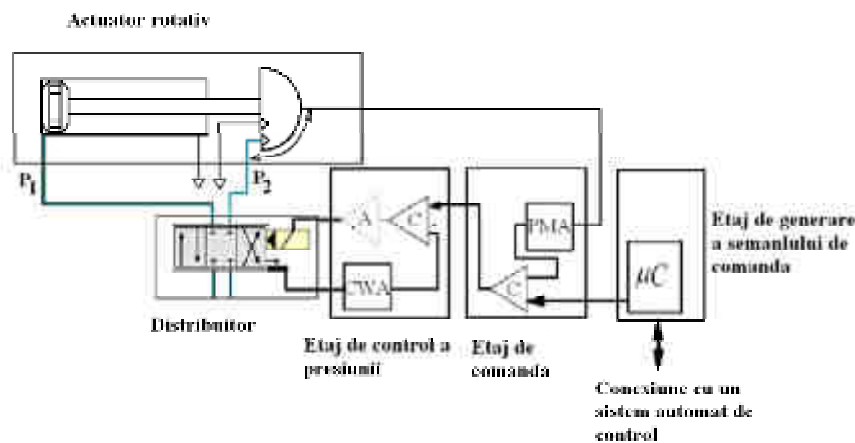 Actuator rotativ
P1
P2
A
C
PMA
CWA
C
μC
Etaj de generare
a semanlului de
comanda
Distribuitor
Etaj de control a
presiunii
Etaj de
comanda
Conexiune cu un
sistem automat de
control